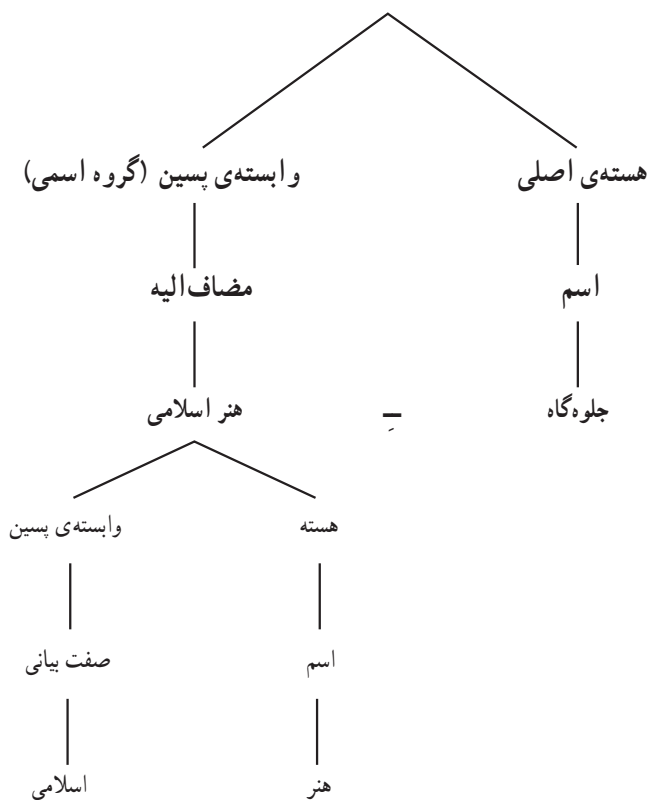 هسته‌ی اصلی وابسته‌ی پسین (گروه اسمی)
اسم مضاف‌الیه
جلوه‌گاه ـِ هنر اسلامی
هسته وابسته‌ی پسین
اسم صفت بیانی
هنر اسلامی